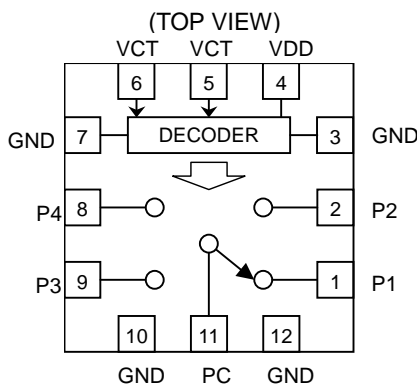 (TOP VIEW)
VCT VCT VDD
6 5 4
GND 7 DECODER 3 GND
P4 8 2 P2
P3 9 1 P1
10 11 12
GND PC GND